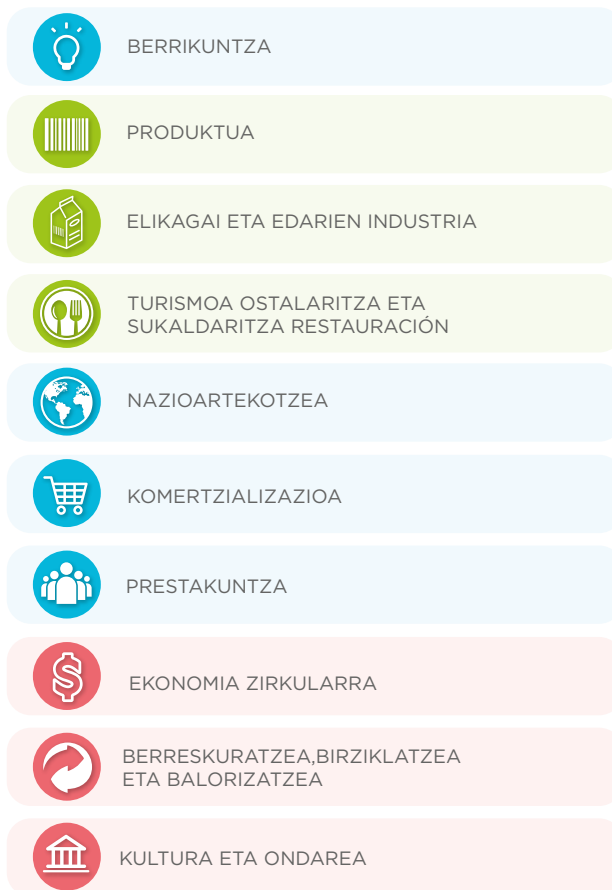 BERRIKUNTZA
PRODUKTUA
ELIKAGAI ETA EDARIEN INDUSTRIA
TURISMOA OSTALARITZA ETA
SUKALDARITZA RESTAURACIÓN
NAZIOARTEKOTZEA
KOMERTZIALIZAZIOA
PRESTAKUNTZA
EKONOMIA ZIRKULARRA
BERRESKURATZEA,BIRZIKLATZEA
ETA BALORIZATZEA
KULTURA ETA ONDAREA